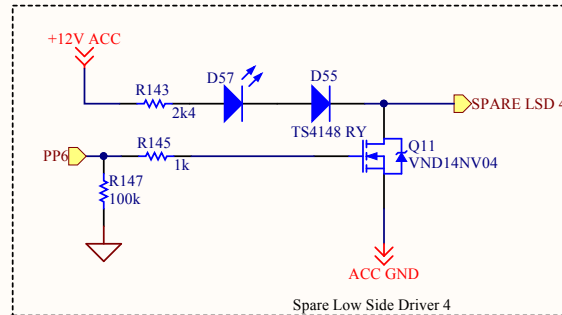 +12V ACC
D57
D55
R143
2k4
TS4148 RY
SPARE LSD 4
PP6
R145
1k
Q11
VND14NV04
R147
100k
ACC GND
Spare Low Side Driver 4